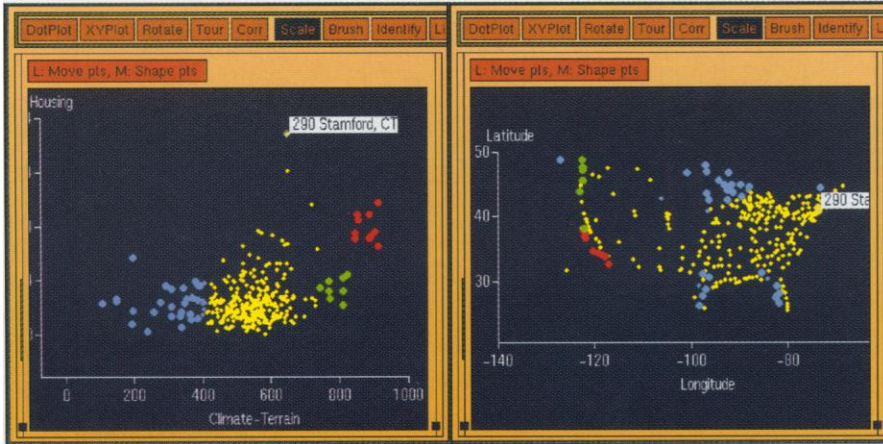 DotPlot XYPlot Rotate Tour Corr Scale Brush Identify Li
L: Move pts, M: Shape pts
Housing
290 Stamford, CT
0 200 400 600 800 1000
Climate-Terrain
DotPlot XYPlot Rotate Tour Corr Scale Brush Identify L
L: Move pts, M: Shape pts
Latitude
50
40
30
290 Sta
-140 -120 -100 -80
Longitude